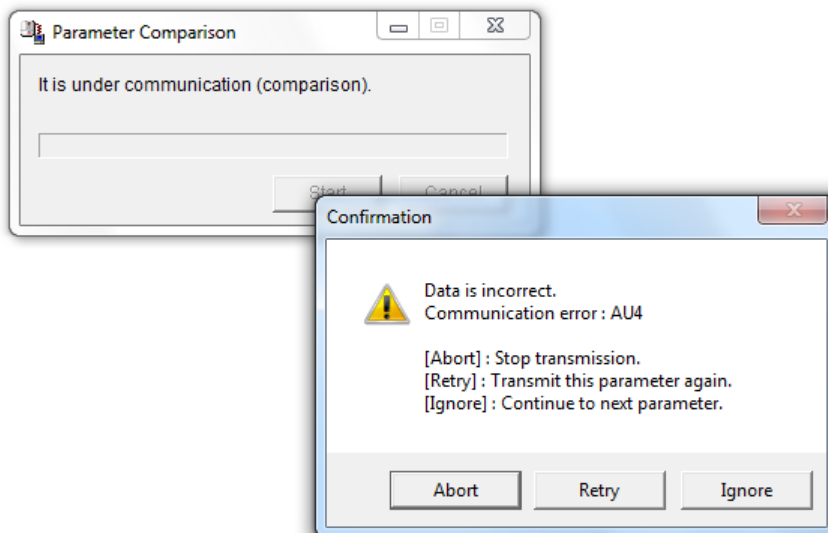 Parameter Comparison
It is under communication (comparison).
Start
Cancel
Confirmation
Data is incorrect.
Communication error : AU4
[Abort] : Stop transmission.
[Retry] : Transmit this parameter again.
[Ignore] : Continue to next parameter.
Abort
Retry
Ignore